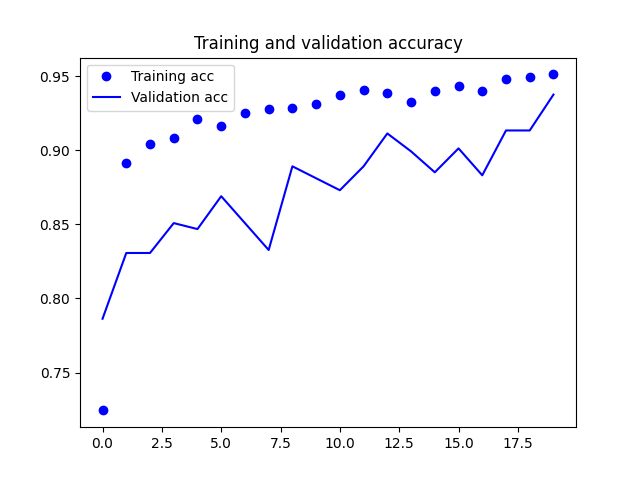 Training and validation accuracy
0.95
0.90
0.85
0.80
0.75
Training acc
Validation acc
0.0 2.5 5.0 7.5 10.0 12.5 15.0 17.5